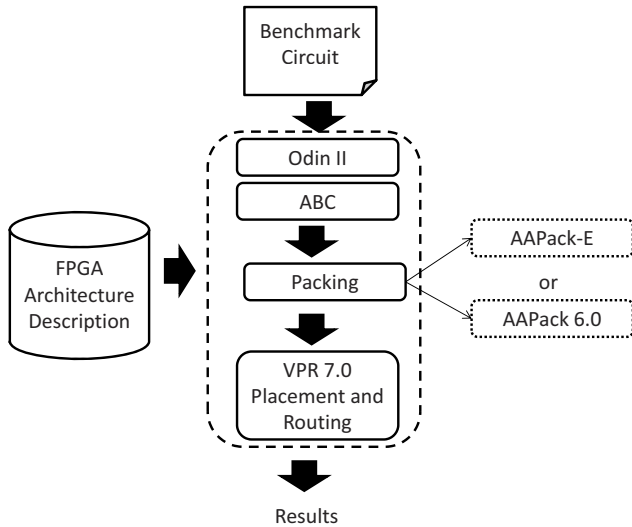 Benchmark
Circuit
Odin II
ABC
FPGA
Architecture
Description
Packing
AAPack-E
or
AAPack 6.0
VPR 7.0
Placement and
Routing
Results